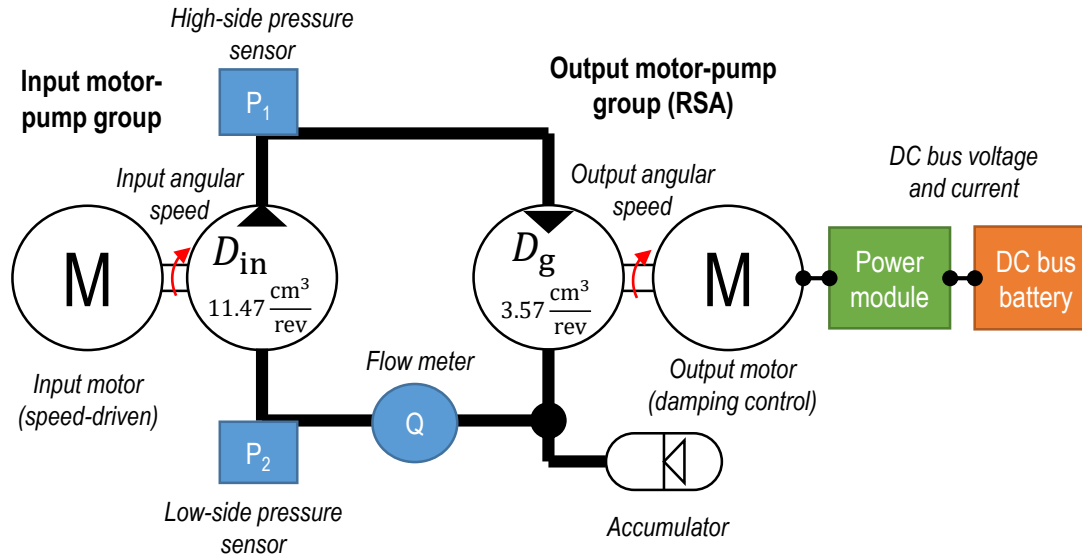 High-side pressure
sensor
Input motor-
pump group
P1
Output motor-pump
group (RSA)
Input angular
speed
Output angular
speed
DC bus voltage
and current
M
Din
11.47 cm³/rev
Dg
3.57 cm³/rev
M
Power
module
DC bus
battery
Input motor
(speed-driven)
Flow meter
Q
Output motor
(damping control)
P2
Low-side pressure
sensor
Accumulator